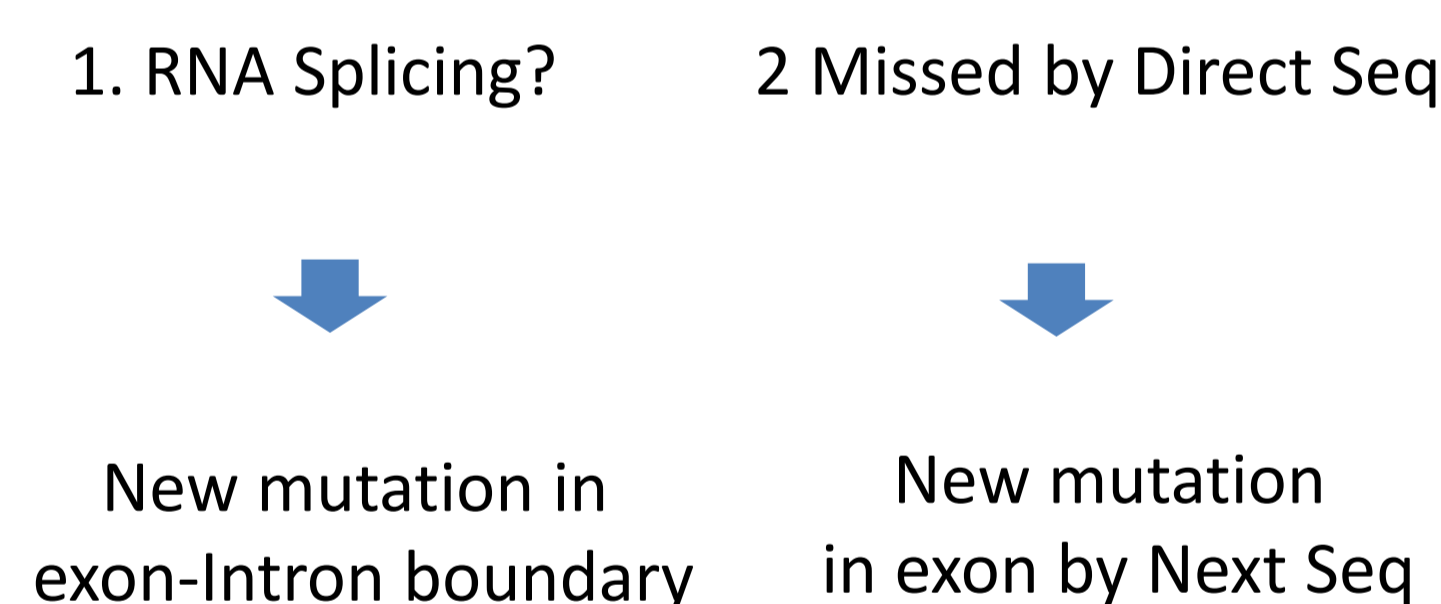 1. RNA Splicing?
2 Missed by Direct Seq
New mutation in
exon-Intron boundary
New mutation
in exon by Next Seq